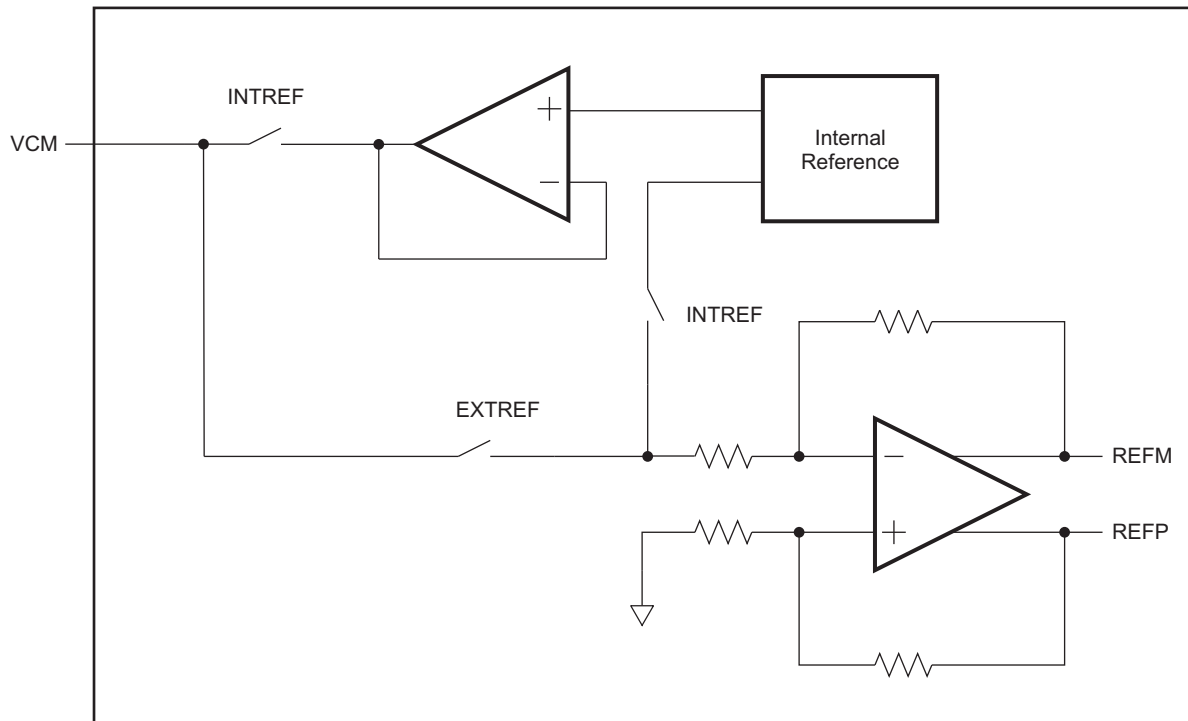 INTREF
VCM
+
−
Internal
Reference
INTREF
EXTREF
−
REFM
+
REFP